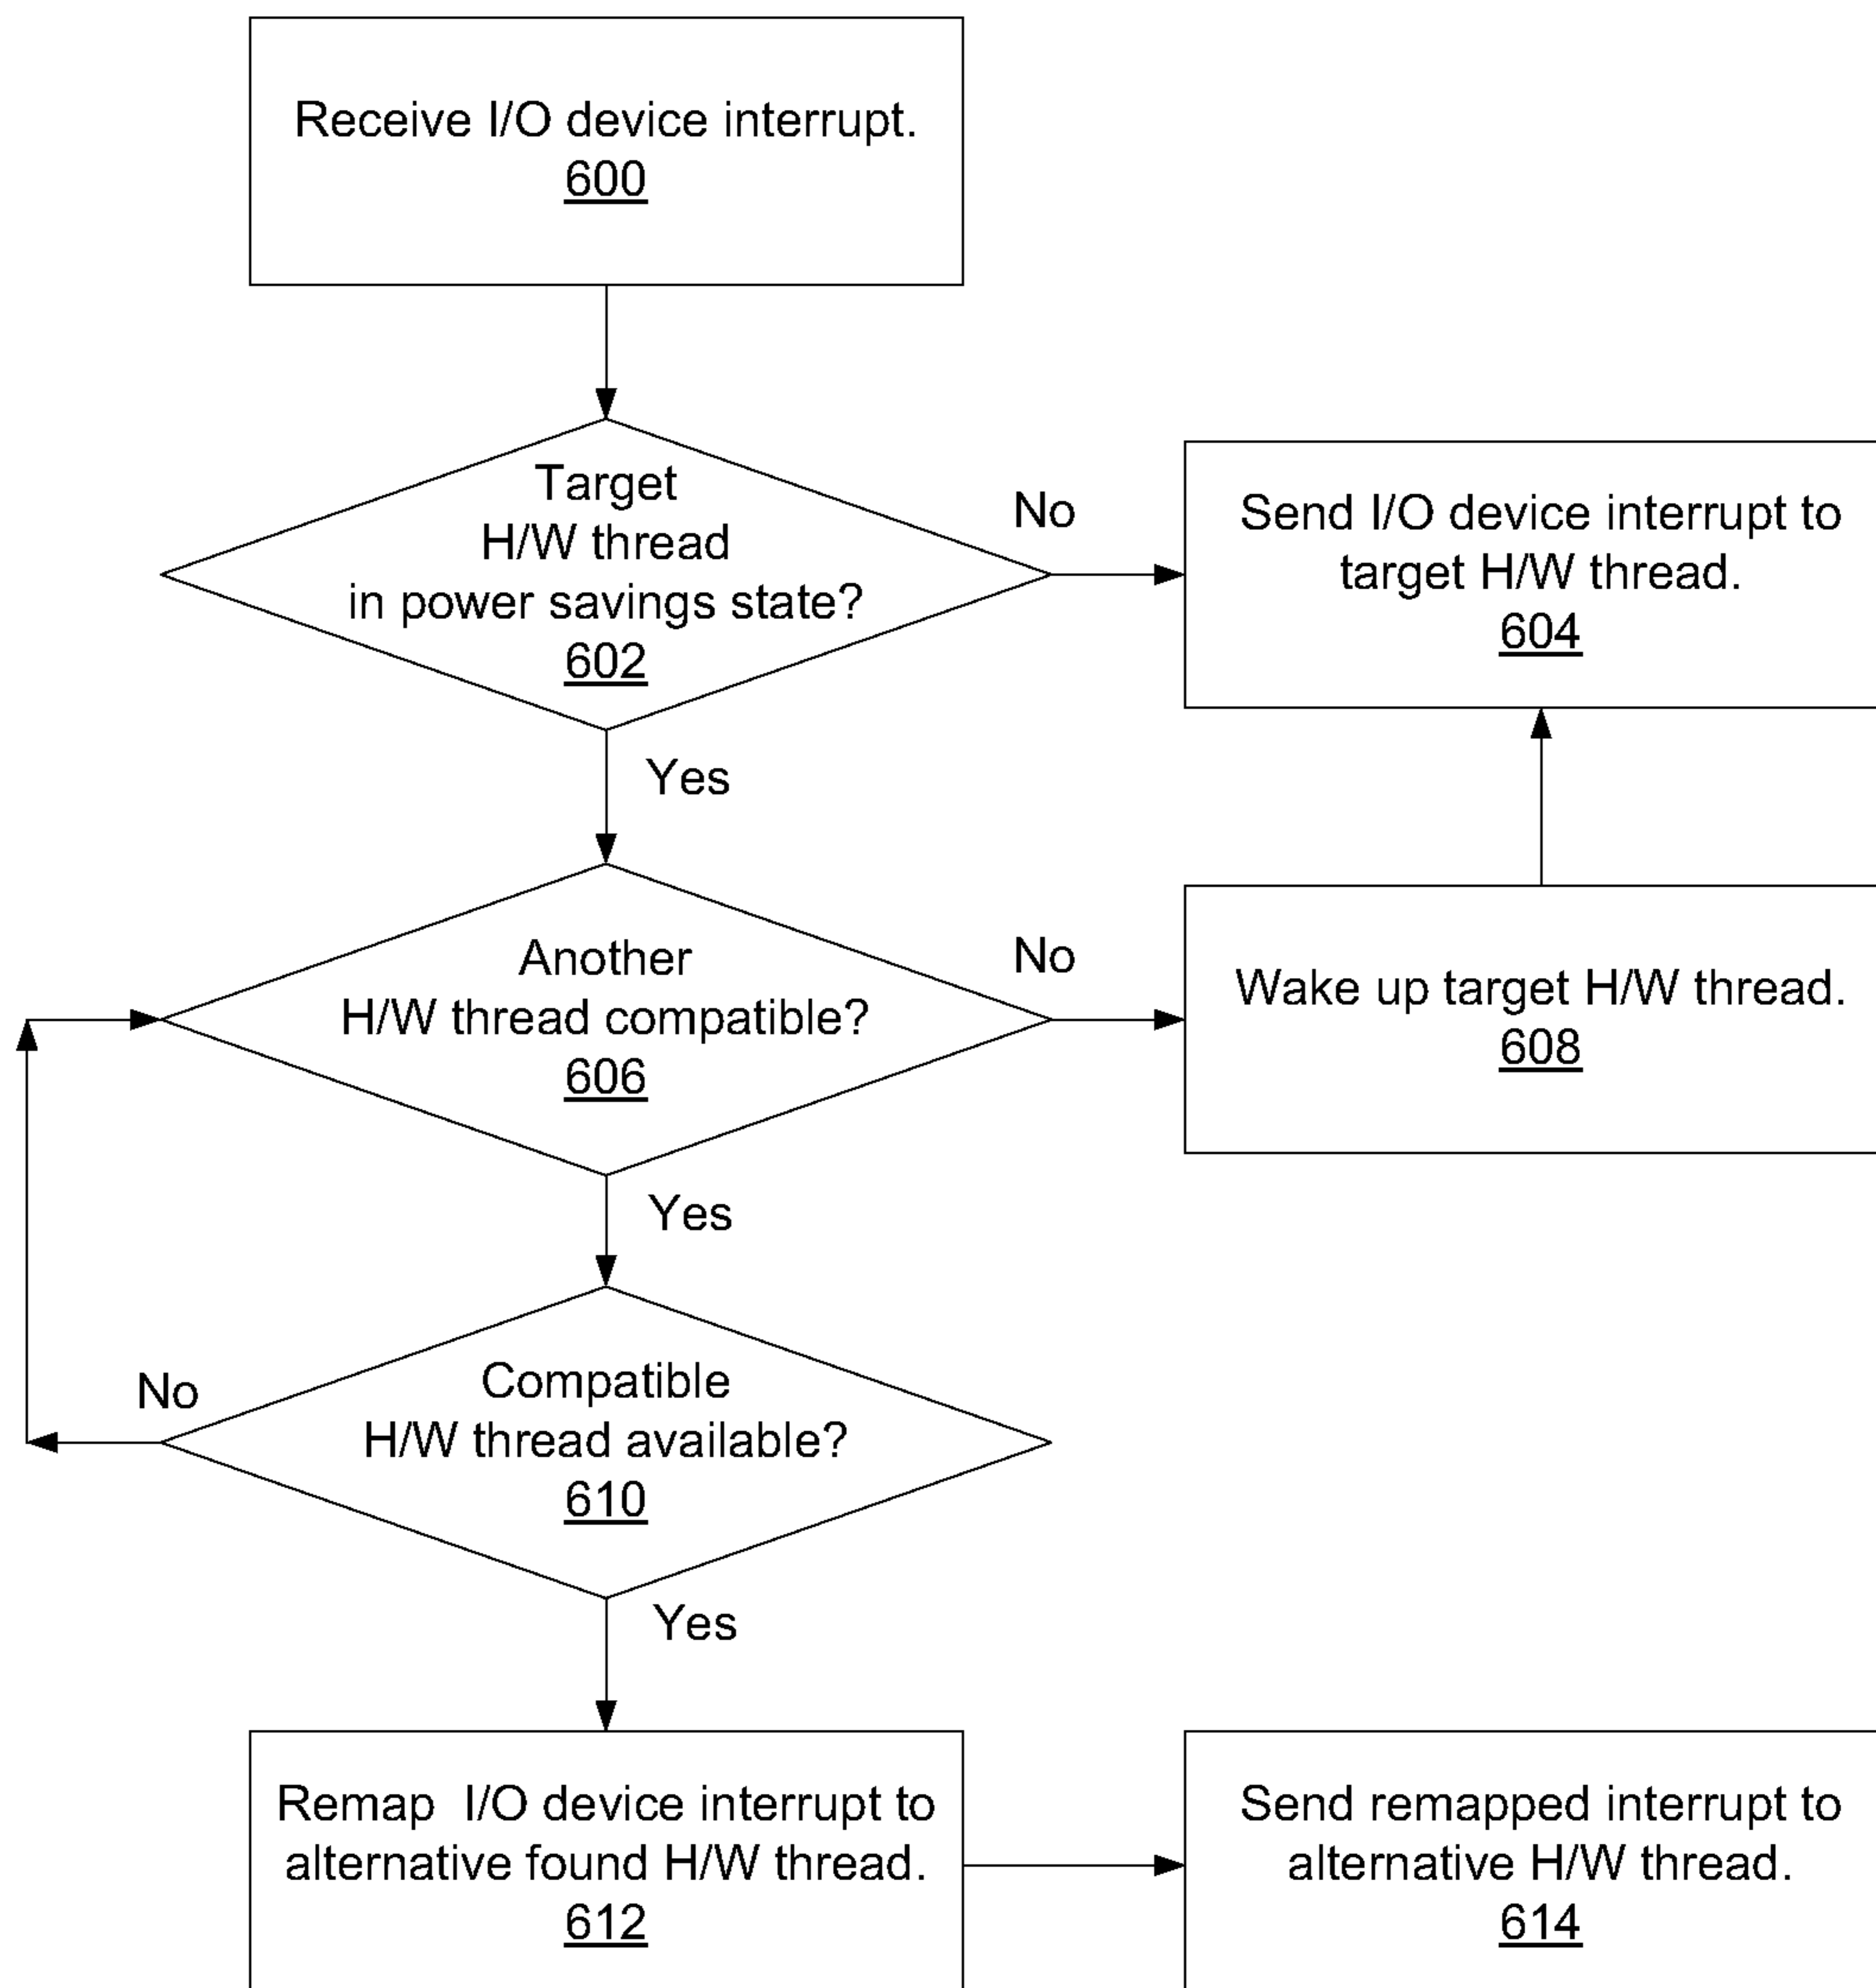 Receive I/O device interrupt.
600
Target
H/W thread
in power savings state?
602
No
Send I/O device interrupt to
target H/W thread.
604
Yes
Another
H/W thread compatible?
606
No
Wake up target H/W thread.
608
Yes
Compatible
H/W thread available?
610
No
Yes
Remap  I/O device interrupt to
alternative found H/W thread.
612
Send remapped interrupt to
alternative H/W thread.
614